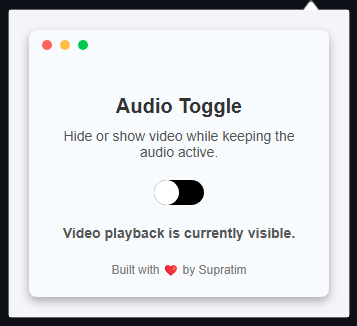 Audio Toggle
Hide or show video while keeping the
audio active.
Video playback is currently visible.
Built with ❤️ by Supratim